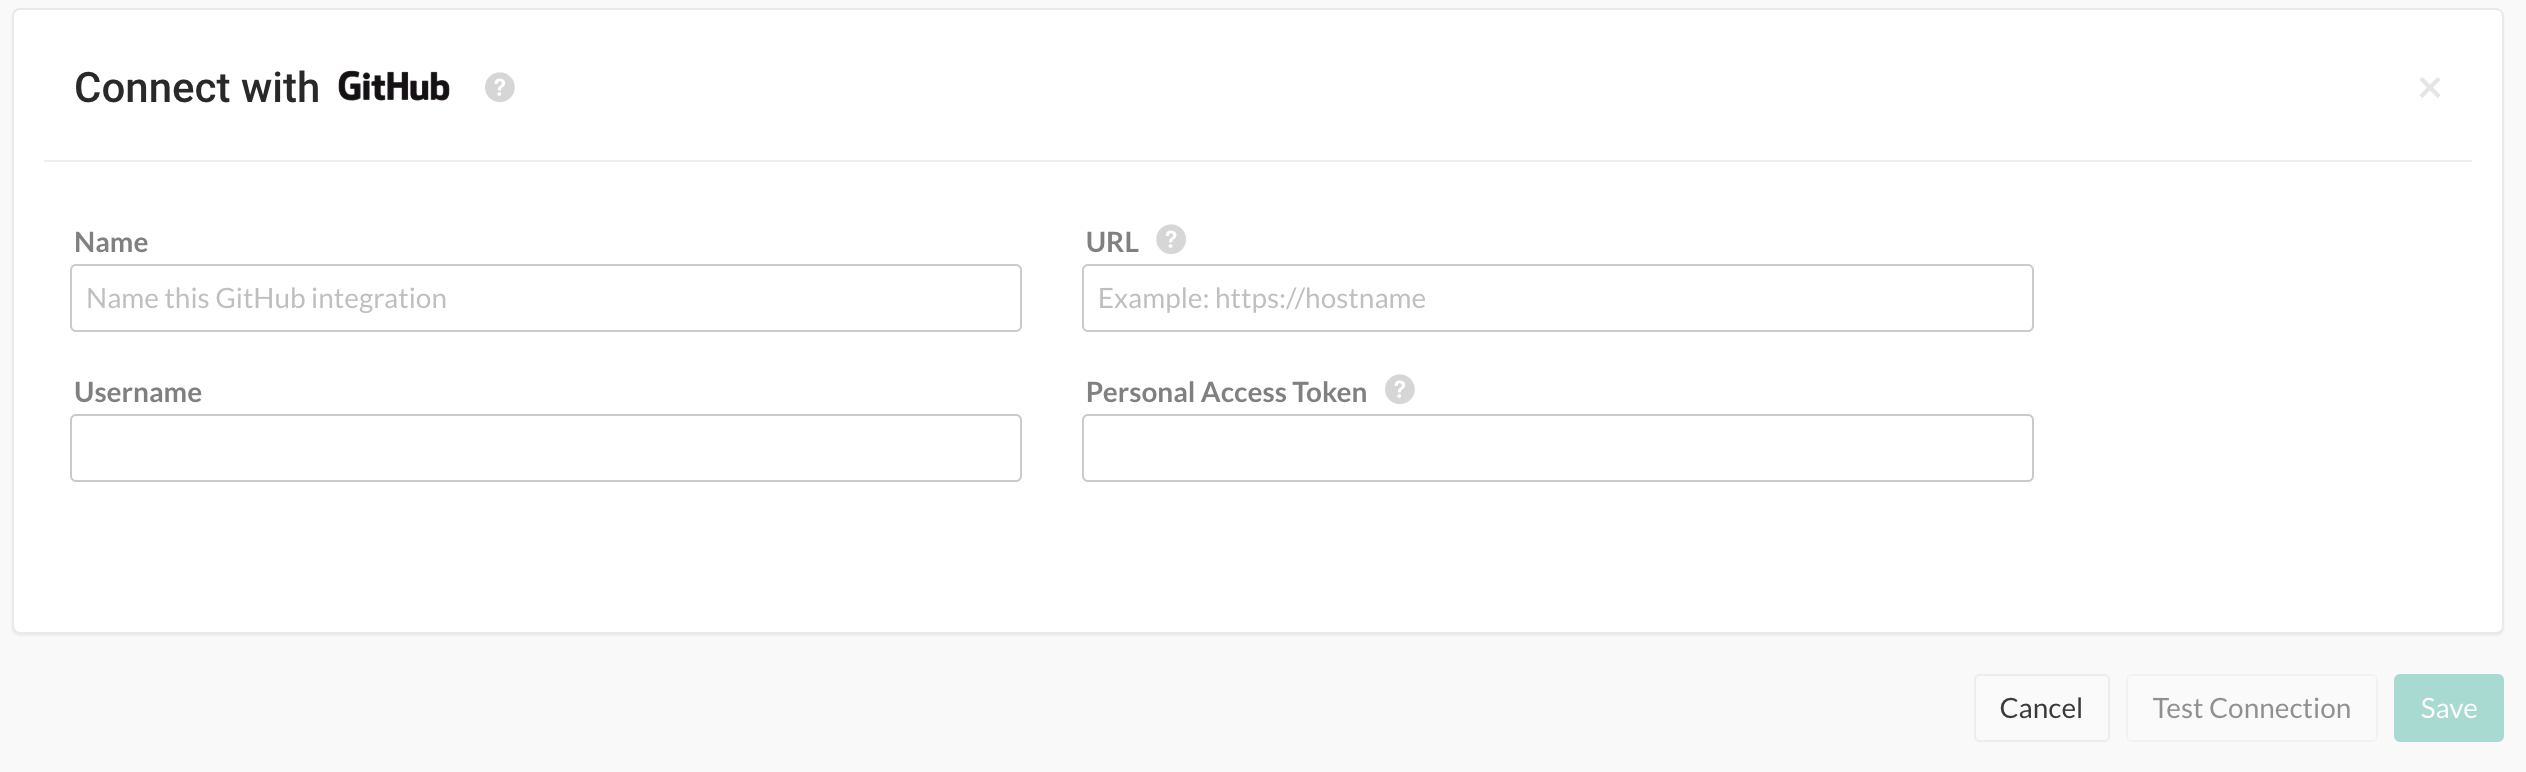 Connect with GitHub ?
Name
Name this GitHub integration
URL ?
Example: https://hostname
Username
Personal Access Token ?
Cancel
Test Connection
Save